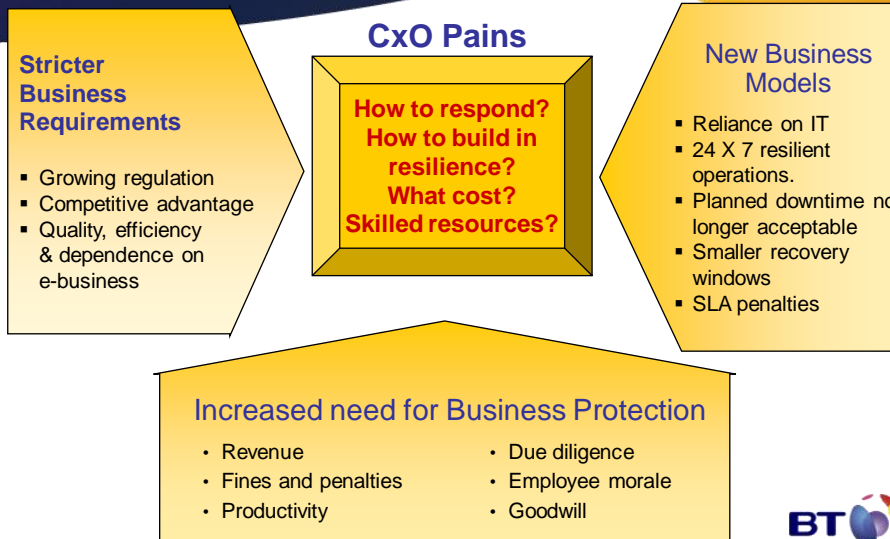 CxO Pains
Stricter
Business
Requirements
▪ Growing regulation
▪ Competitive advantage
▪ Quality, efficiency
& dependence on
e-business
How to respond?
How to build in
resilience?
What cost?
Skilled resources?
New Business
Models
▪ Reliance on IT
▪ 24 X 7 resilient
operations.
▪ Planned downtime no
longer acceptable
▪ Smaller recovery
windows
▪ SLA penalties
Increased need for Business Protection
• Revenue
• Fines and penalties
• Productivity
• Due diligence
• Employee morale
• Goodwill
BT